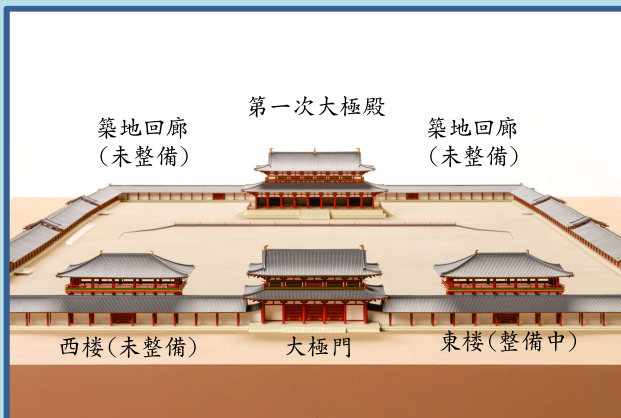 第一次大極殿
築地回廊
(未整備)
築地回廊
(未整備)
西楼(未整備)
大極門
東楼(整備中)